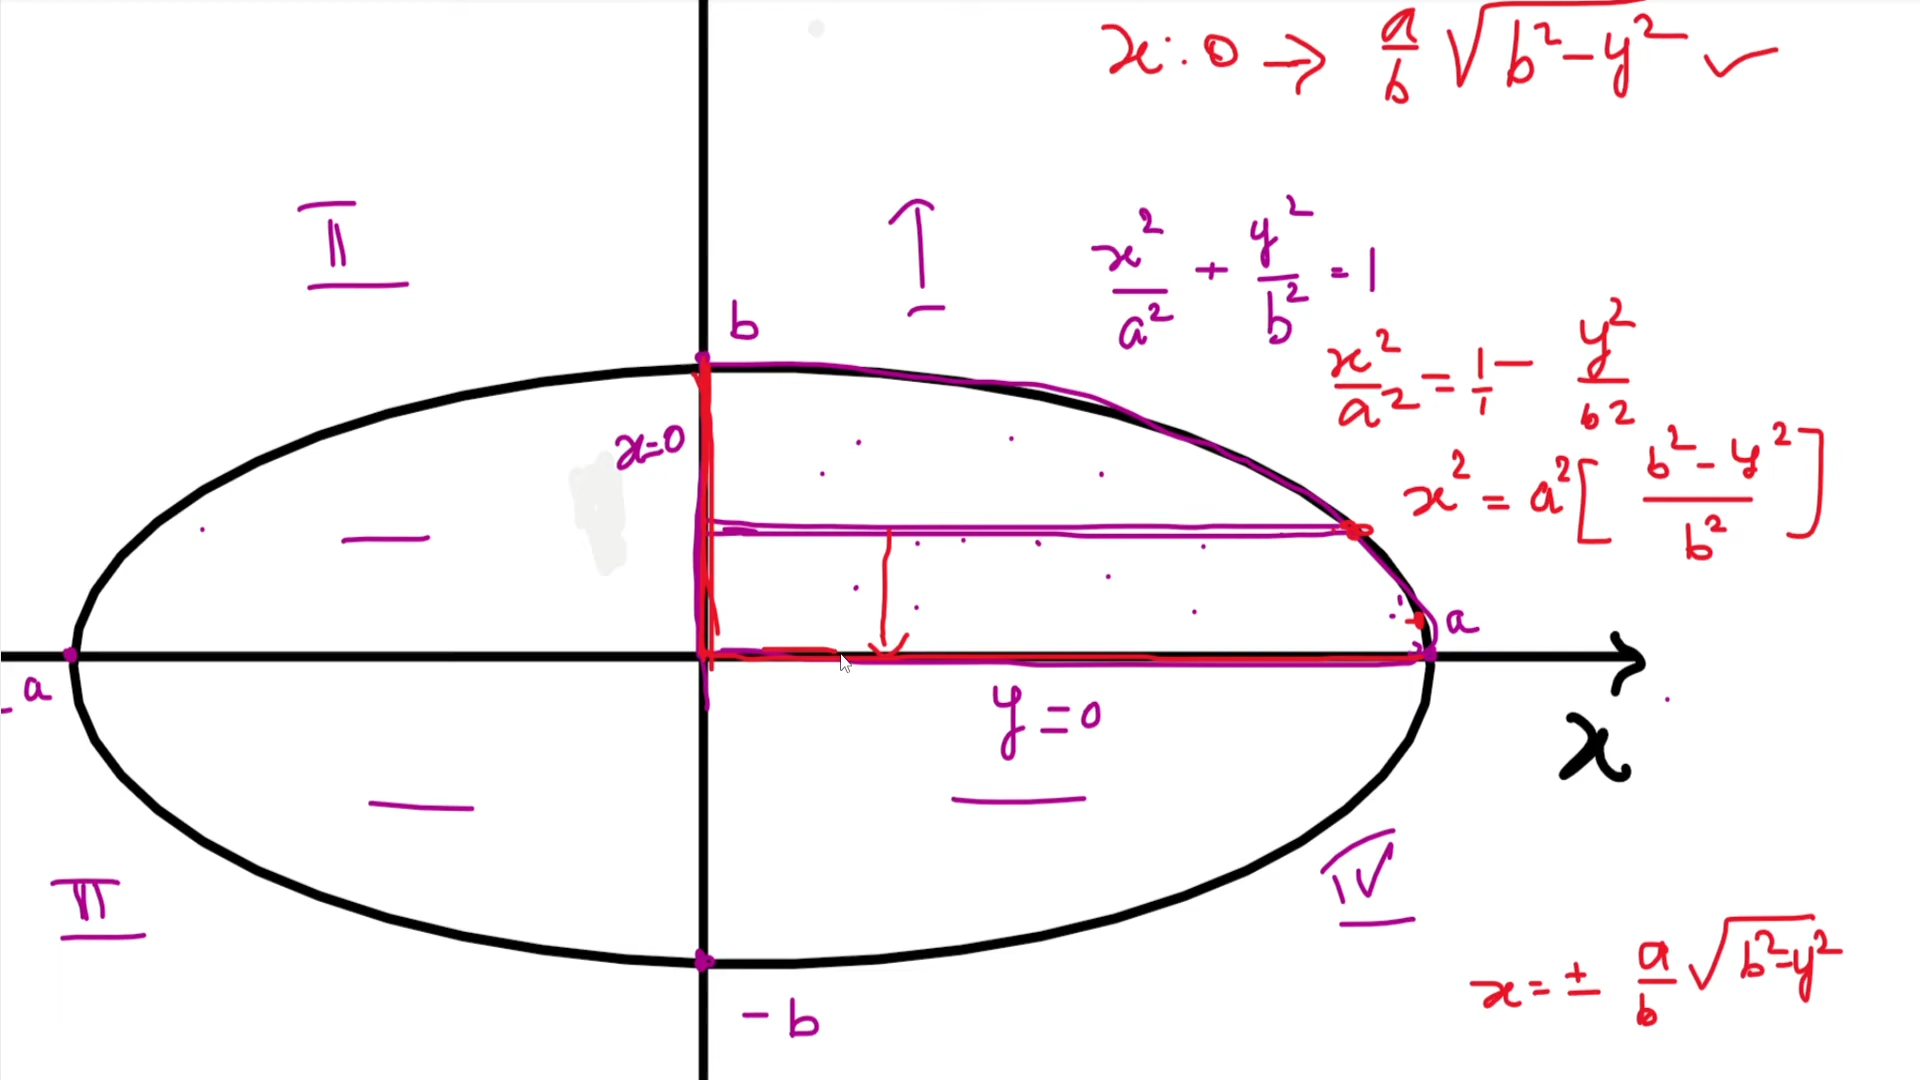 x : 0 → a/b √(b² − y²) ✓
II
I
x²/a² + y²/b² = 1
b
x²/a² = 1/1 − y²/b²
x=0
x² = a² [ (b² − y²)/b² ]
a
-a
y = 0
x
III
IV
x = ± a/b √(b² − y²)
- b